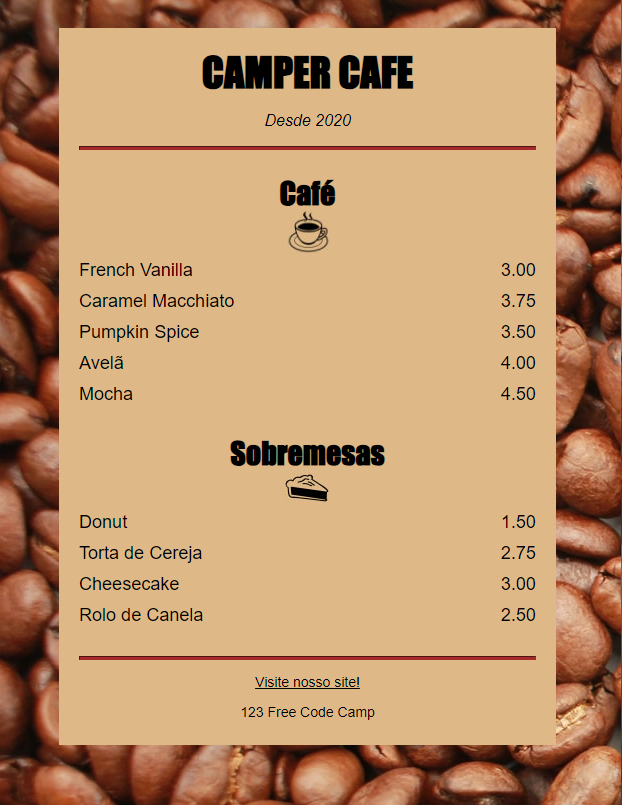 CAMPER CAFE
Desde 2020
Café
French Vanilla 3.00
Caramel Macchiato 3.75
Pumpkin Spice 3.50
Avelã 4.00
Mocha 4.50
Sobremesas
Donut 1.50
Torta de Cereja 2.75
Cheesecake 3.00
Rolo de Canela 2.50
Visite nosso site!
123 Free Code Camp